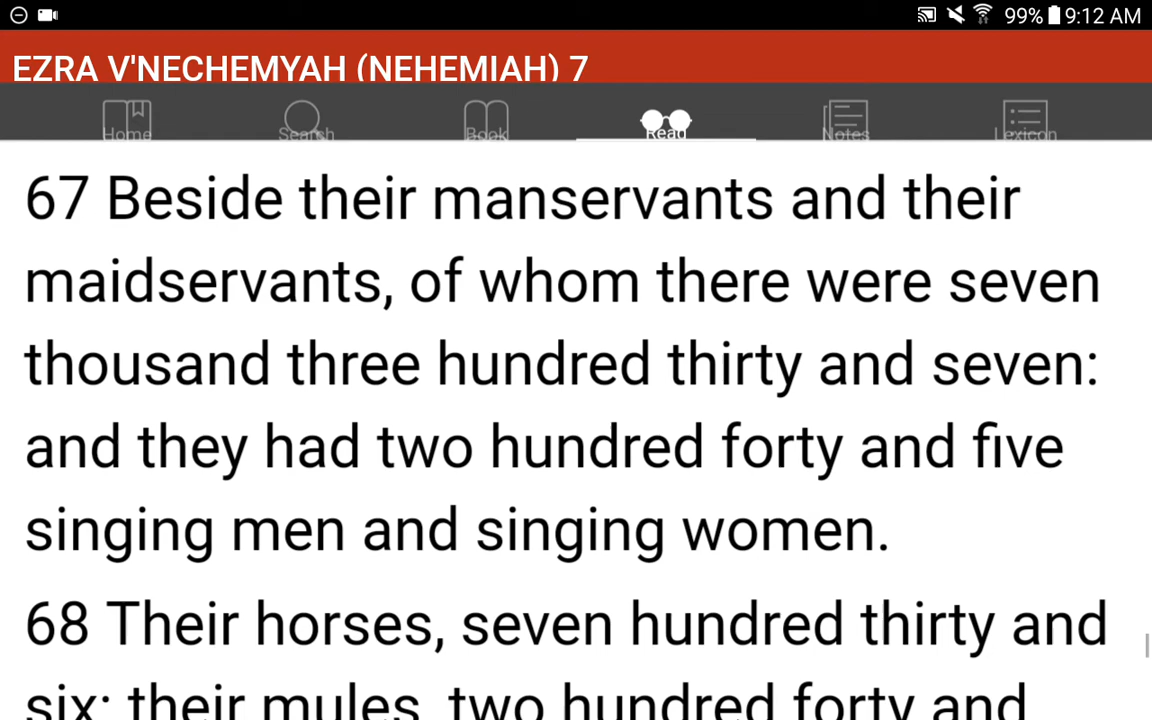 99% 9:12 AM
EZRA V'NECHEMYAH (NEHEMIAH) 7
Home Search Book Read Notes Lexicon
67 Beside their manservants and their
maidservants, of whom there were seven
thousand three hundred thirty and seven:
and they had two hundred forty and five
singing men and singing women.
68 Their horses, seven hundred thirty and
six: their mules, two hundred forty and